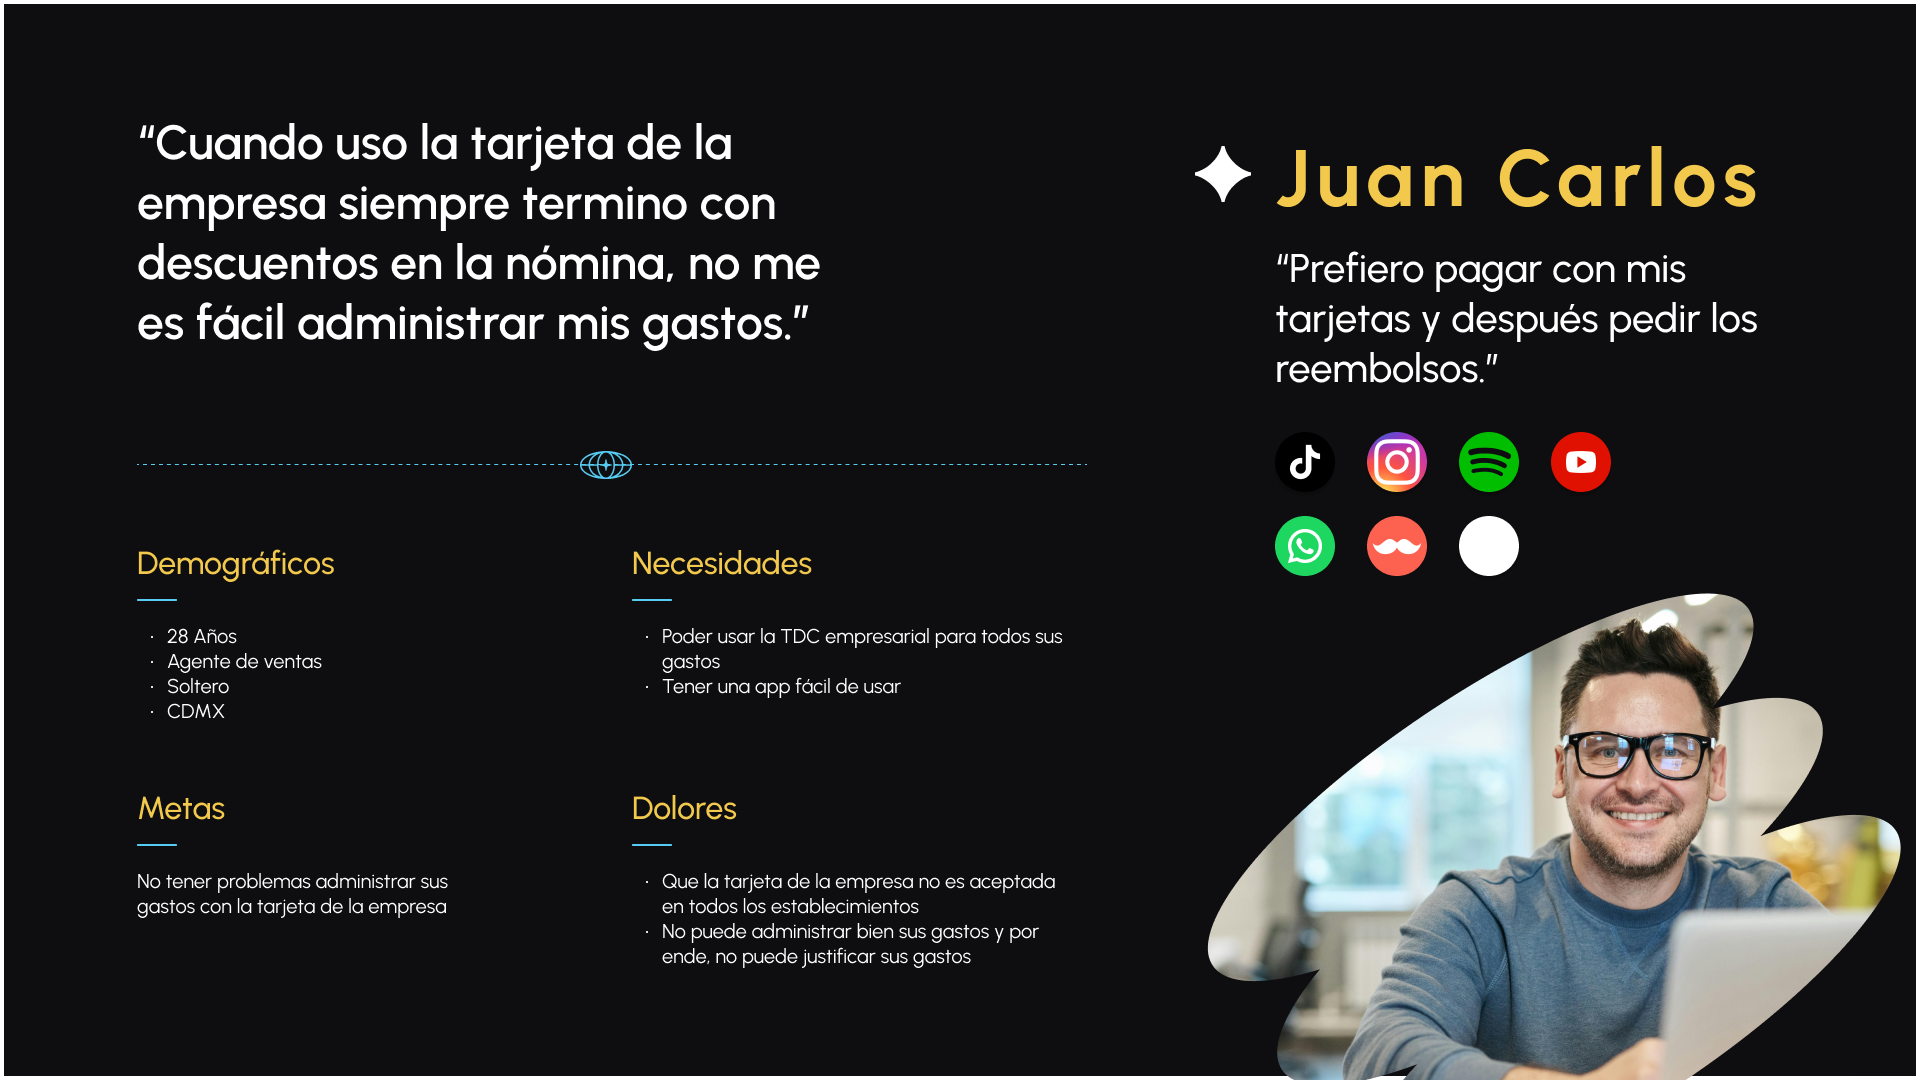 “Cuando uso la tarjeta de la
empresa siempre termino con
descuentos en la nómina, no me
es fácil administrar mis gastos.”
Juan Carlos
“Prefiero pagar con mis
tarjetas y después pedir los
reembolsos.”
Demográficos
· 28 Años
· Agente de ventas
· Soltero
· CDMX
Necesidades
· Poder usar la TDC empresarial para todos sus
gastos
· Tener una app fácil de usar
Metas
No tener problemas administrar sus
gastos con la tarjeta de la empresa
Dolores
· Que la tarjeta de la empresa no es aceptada
en todos los establecimientos
· No puede administrar bien sus gastos y por
ende, no puede justificar sus gastos